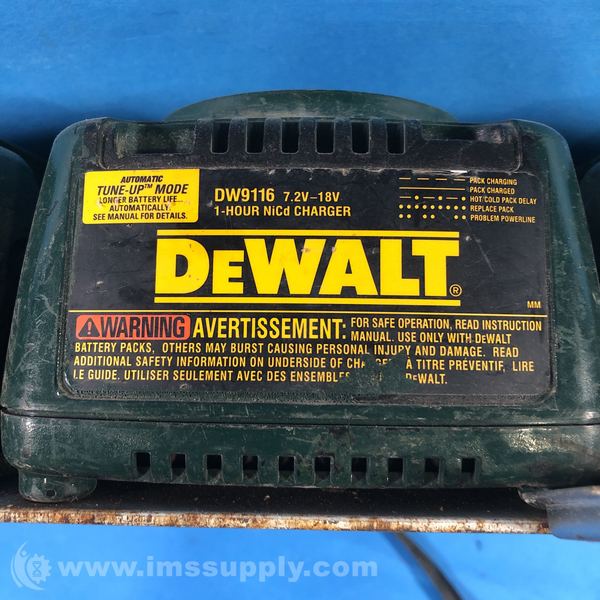 AUTOMATIC
TUNE-UP™ MODE
LONGER BATTERY LIFE...
AUTOMATICALLY.
SEE MANUAL FOR DETAILS.
DW9116 7.2V–18V
1-HOUR NiCd CHARGER
PACK CHARGING
PACK CHARGED
HOT/COLD PACK DELAY
REPLACE PACK
PROBLEM POWERLINE
DEWALT®
MM
WARNING AVERTISSEMENT: FOR SAFE OPERATION, READ INSTRUCTION
MANUAL. USE ONLY WITH DEWALT
BATTERY PACKS. OTHERS MAY BURST CAUSING PERSONAL INJURY AND DAMAGE. READ
ADDITIONAL SAFETY INFORMATION ON UNDERSIDE OF À TITRE PRÉVENTIF, LIRE
LE GUIDE. UTILISER SEULEMENT AVEC DES ENSEMBLES DEWALT.
www.imssupply.com